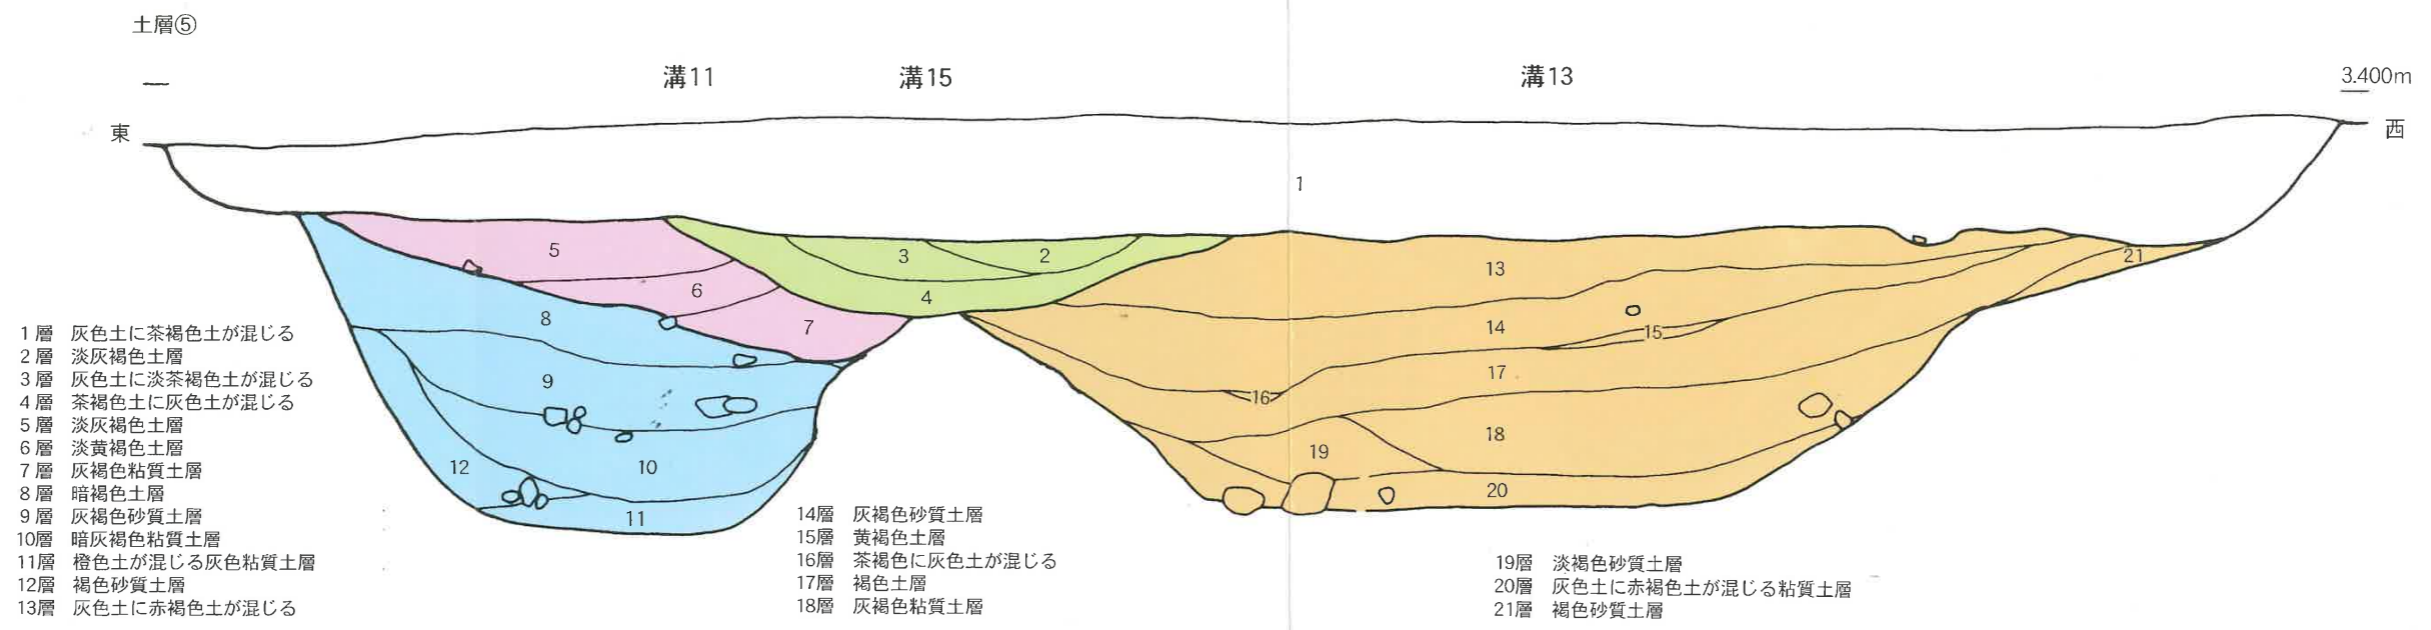 土層⑤
溝11
溝15
溝13
3.400m
東
西
1
5
3
2
13
21
6
4
8
7
14
15
9
17
16
18
12
10
19
11
20
1層 灰色土に茶褐色土が混じる
2層 淡灰褐色土層
3層 灰色土に淡茶褐色土が混じる
4層 茶褐色土に灰色土が混じる
5層 淡灰褐色土層
6層 淡黄褐色土層
7層 灰褐色粘質土層
8層 暗褐色土層
9層 灰褐色砂質土層
10層 暗灰褐色粘質土層
11層 橙色土が混じる灰色粘質土層
12層 褐色砂質土層
13層 灰色土に赤褐色土が混じる
14層 灰褐色砂質土層
15層 黄褐色土層
16層 茶褐色に灰色土が混じる
17層 褐色土層
18層 灰褐色粘質土層
19層 淡褐色砂質土層
20層 灰色土に赤褐色土が混じる粘質土層
21層 褐色砂質土層